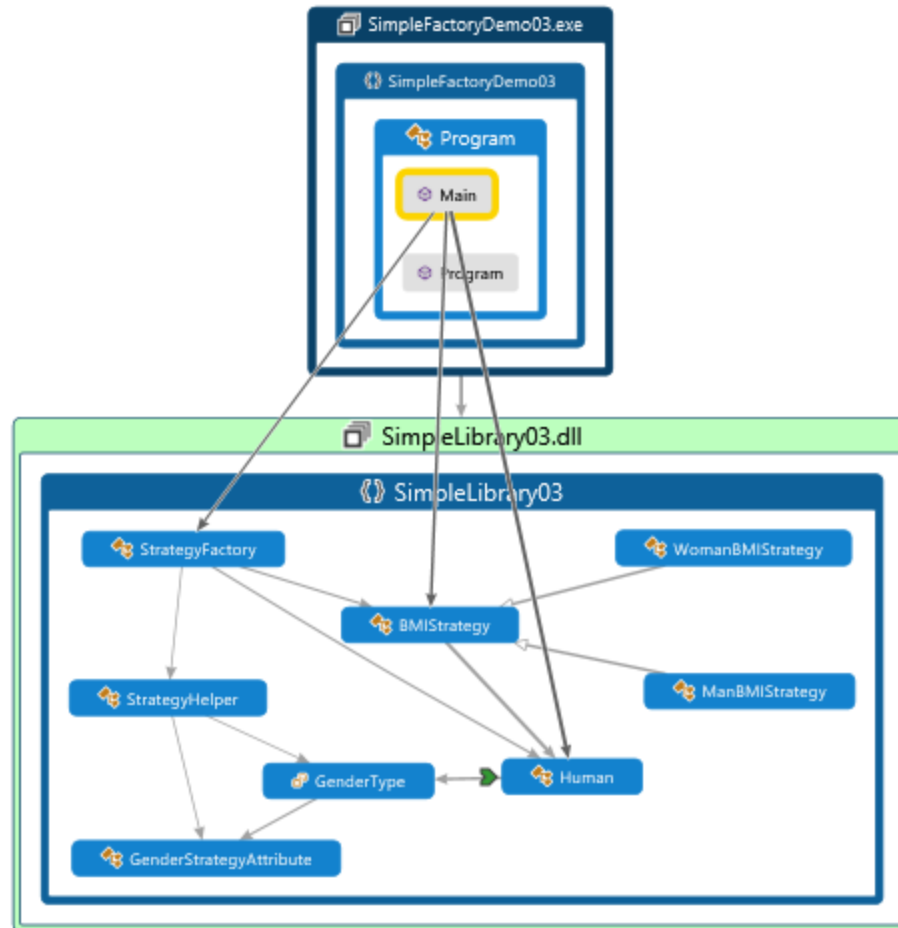 SimpleFactoryDemo03.exe
SimpleFactoryDemo03
Program
Main
Program
SimpleLibrary03.dll
SimpleLibrary03
StrategyFactory
WomanBMIStrategy
BMIStrategy
StrategyHelper
ManBMIStrategy
GenderType
Human
GenderStrategyAttribute